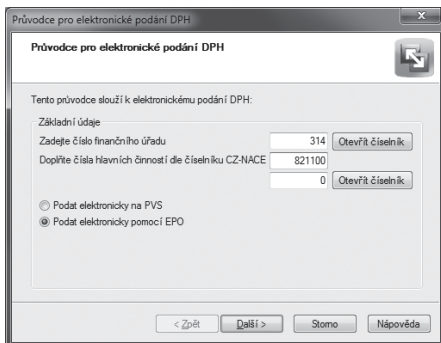 Průvodce pro elektronické podání DPH
Průvodce pro elektronické podání DPH
Tento průvodce slouží k elektronickému podání DPH:
Základní údaje
Zadejte číslo finančního úřadu 314 Otevřít číselník
Doplňte čísla hlavních činností dle číselníku CZ-NACE 821100
0 Otevřít číselník
Podat elektronicky na PVS
Podat elektronicky pomocí EPO
< Zpět Další > Storno Nápověda